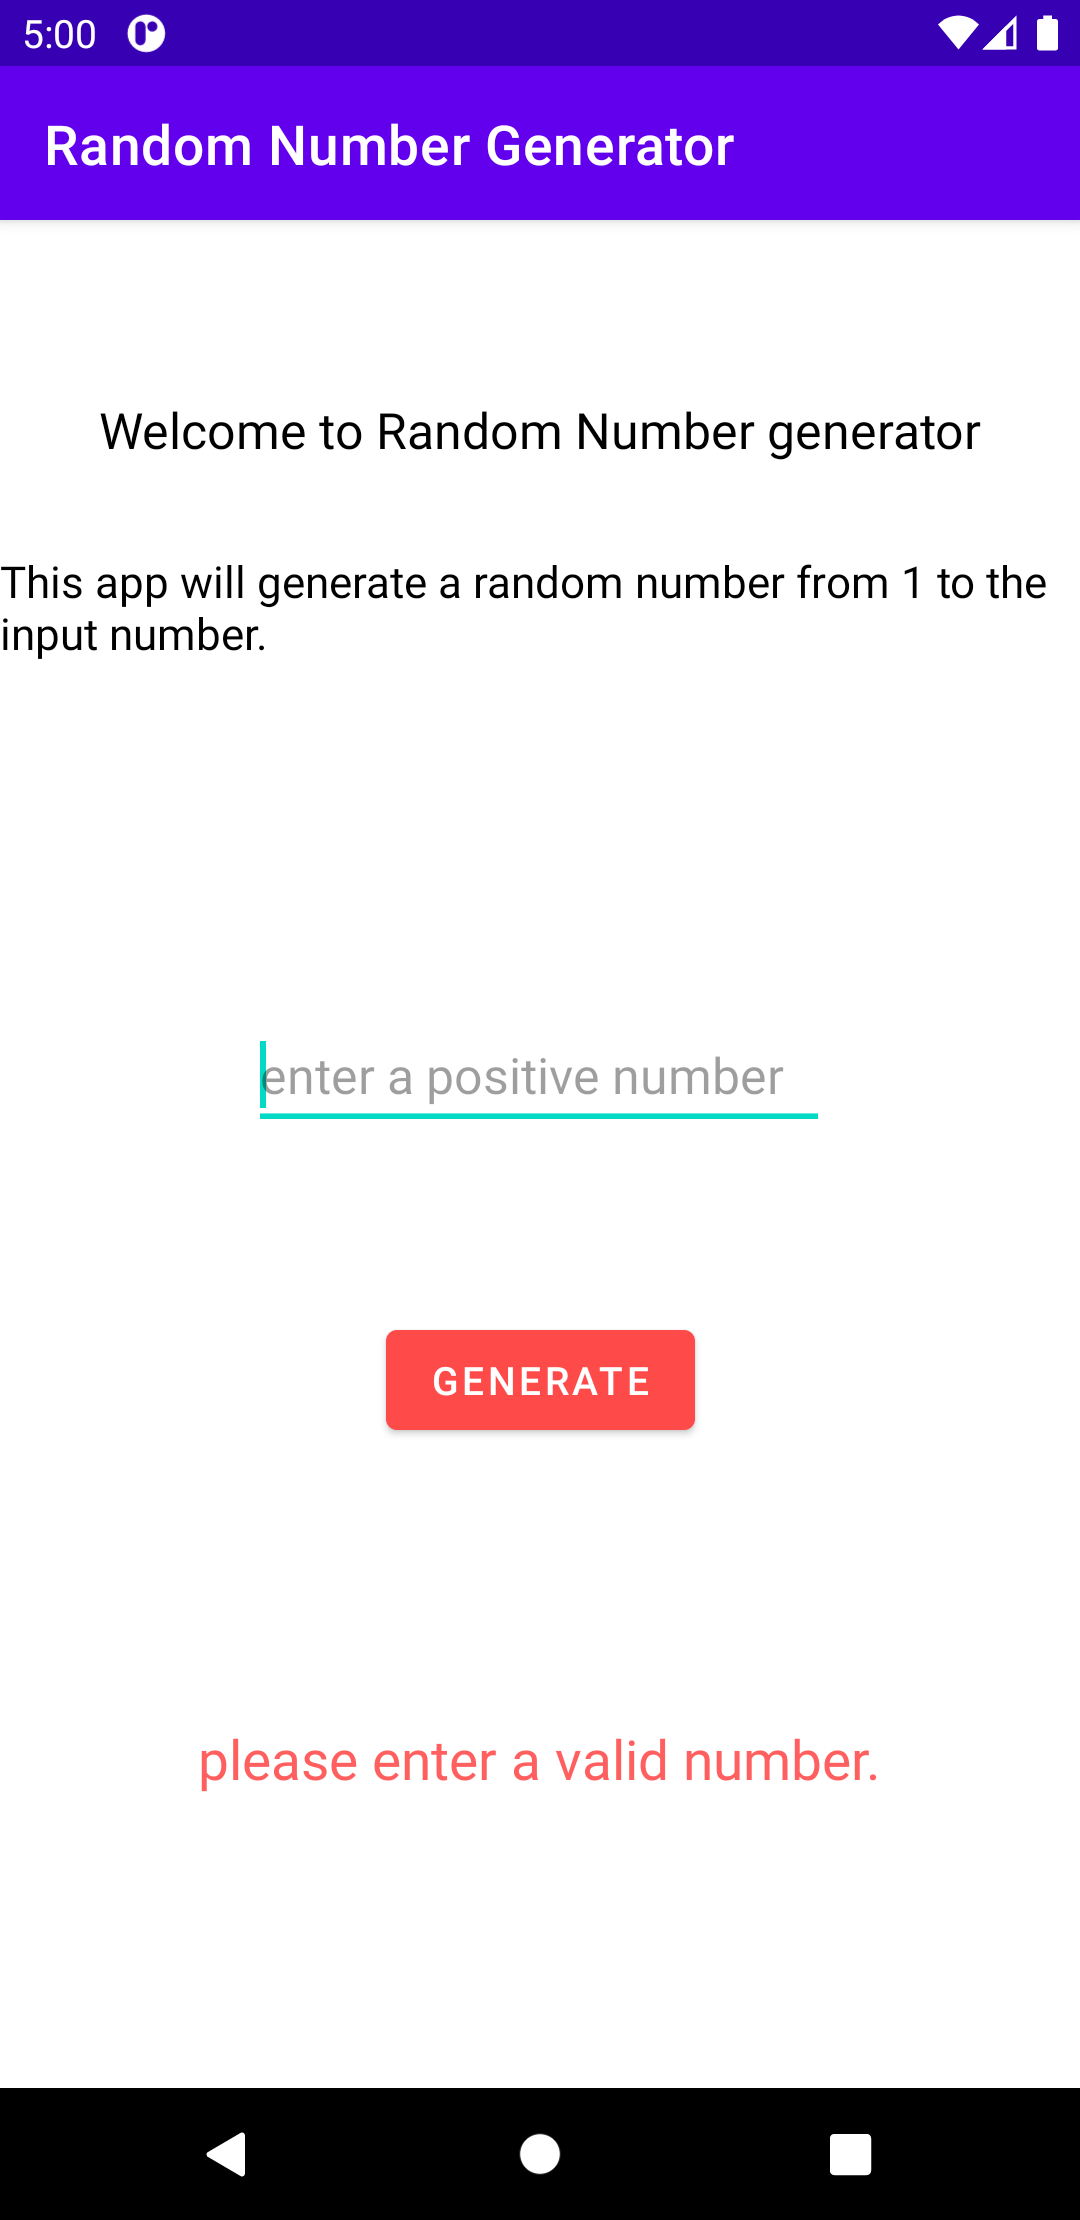 5:00
Random Number Generator
Welcome to Random Number generator
This app will generate a random number from 1 to the
input number.
enter a positive number
GENERATE
please enter a valid number.